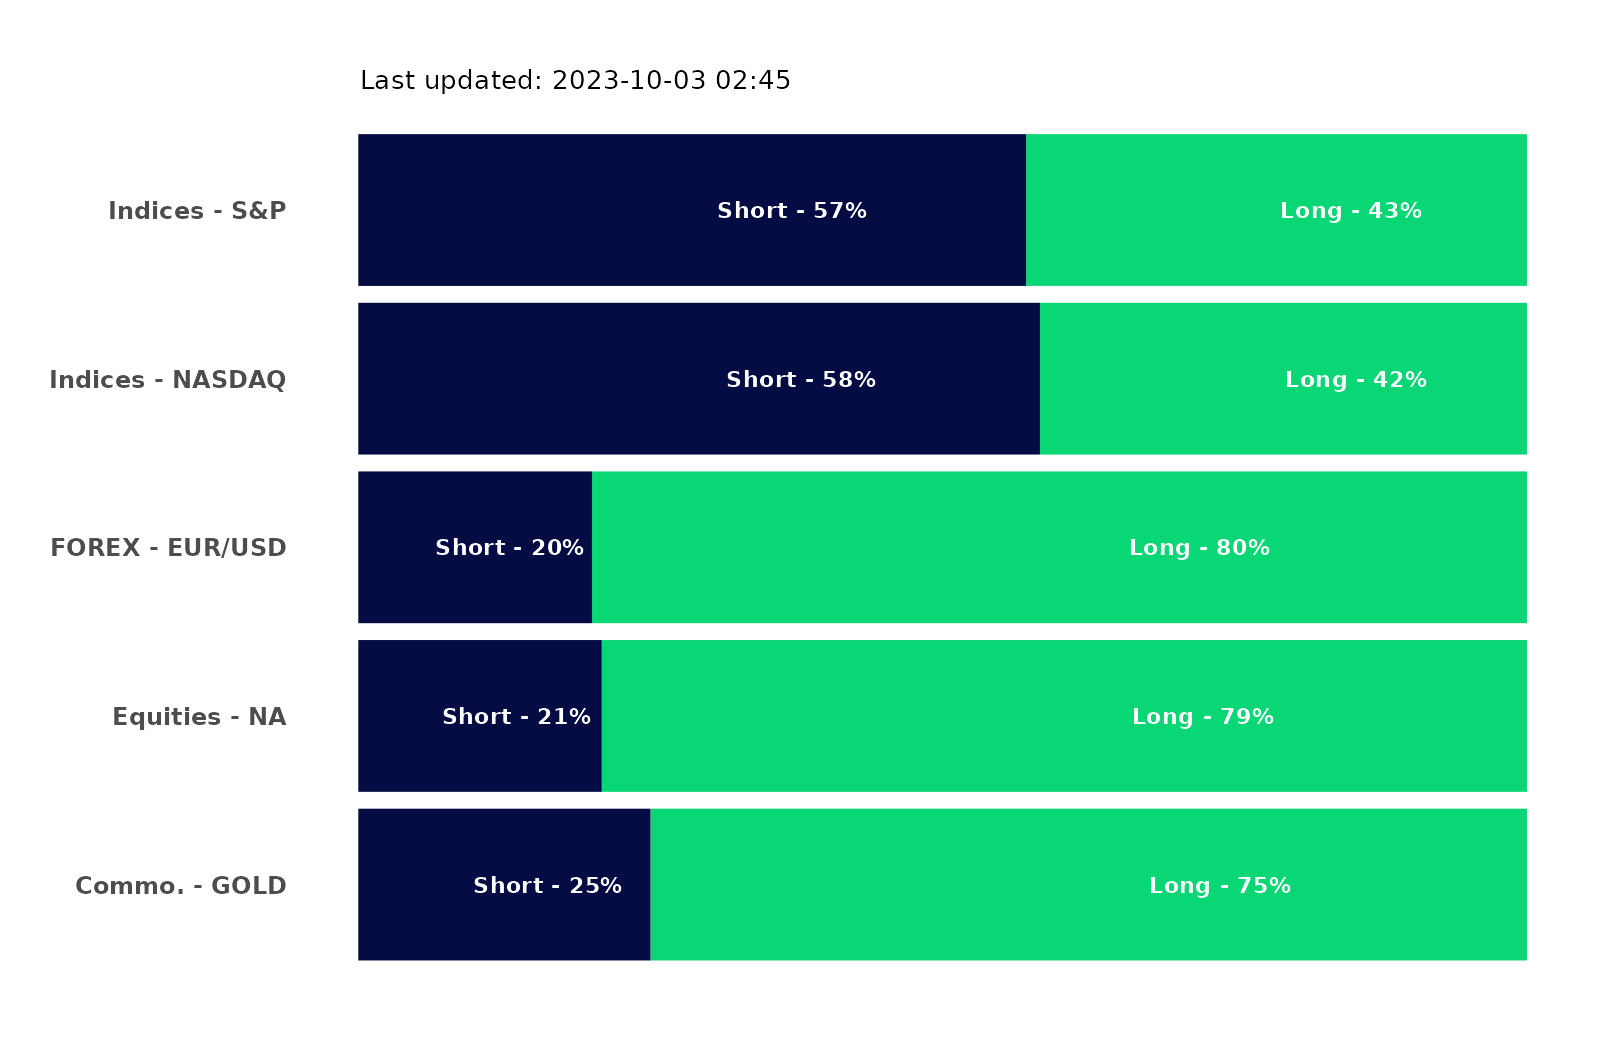 Last updated: 2023-10-03 02:45
Indices - S&P
Short - 57%
Long - 43%
Indices - NASDAQ
Short - 58%
Long - 42%
FOREX - EUR/USD
Short - 20%
Long - 80%
Equities - NA
Short - 21%
Long - 79%
Commo. - GOLD
Short - 25%
Long - 75%